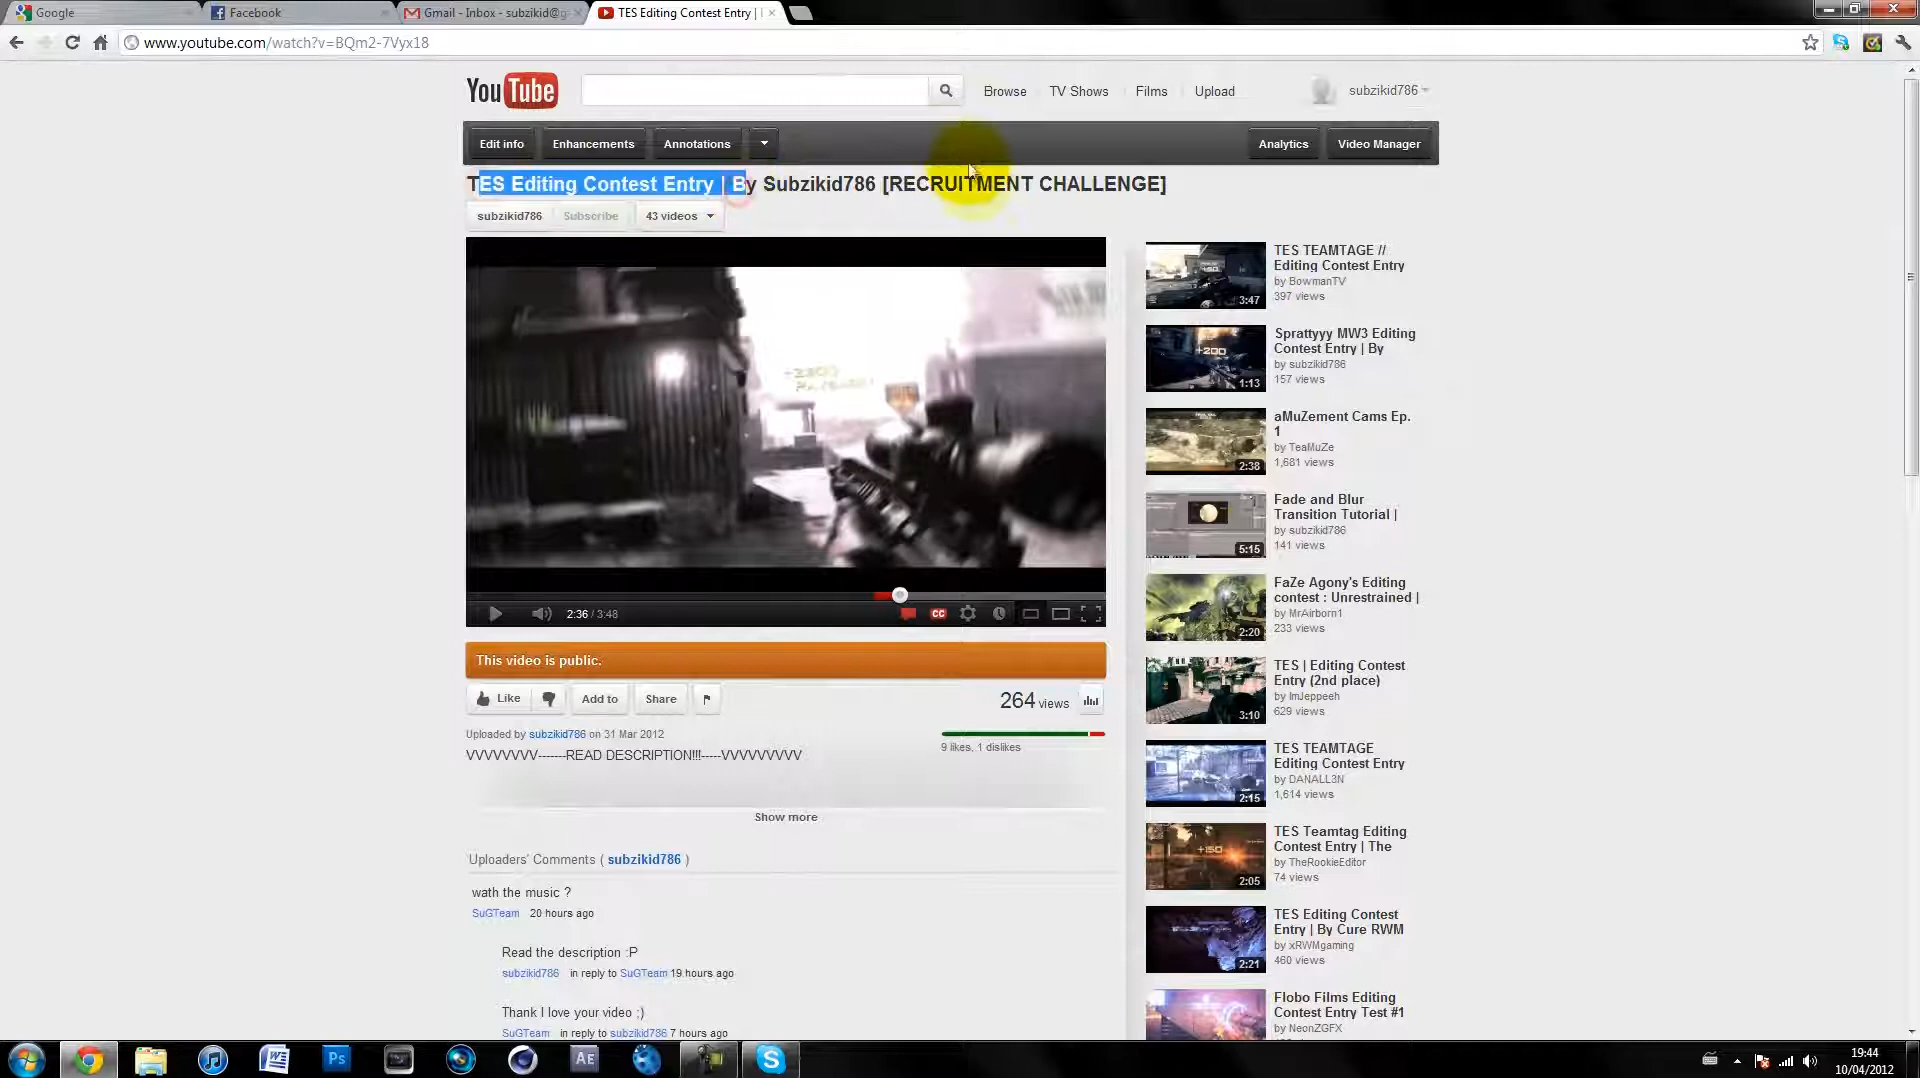 Google
Facebook
Gmail - Inbox - subzikid@g
TES Editing Contest Entry |
www.youtube.com/watch?v=BQm2-7Vyx18
YouTube
Browse
TV Shows
Films
Upload
subzikid786
Edit info
Enhancements
Annotations
Analytics
Video Manager
TES Editing Contest Entry | By Subzikid786 [RECRUITMENT CHALLENGE]
subzikid786
Subscribe
43 videos
2:36 / 3:48
CC
This video is public.
Like
Add to
Share
264 views
Uploaded by subzikid786 on 31 Mar 2012
9 likes, 1 dislikes
VVVVVVVV-------READ DESCRIPTION!!!-----VVVVVVVVV
Show more
Uploaders' Comments ( subzikid786 )
wath the music ?
SuGTeam 20 hours ago
Read the description :P
subzikid786 in reply to SuGTeam 19 hours ago
Thank I love your video ;)
SuGTeam in reply to subzikid786 7 hours ago
TES TEAMTAGE //
Editing Contest Entry
by BowmanTV
397 views
3:47
Sprattyyy MW3 Editing
Contest Entry | By
by subzikid786
157 views
+200
1:13
aMuZement Cams Ep.
1
by TeaMuZe
1,681 views
2:38
Fade and Blur
Transition Tutorial |
by subzikid786
141 views
5:15
FaZe Agony's Editing
contest : Unrestrained |
by MrAirborn1
233 views
2:20
TES | Editing Contest
Entry (2nd place)
by ImJeppeeh
629 views
3:10
TES TEAMTAGE
Editing Contest Entry
by DANALL3N
1,614 views
2:15
TES Teamtag Editing
Contest Entry | The
by TheRookieEditor
74 views
+150
2:05
TES Editing Contest
Entry | By Cure RWM
by xRWMgaming
460 views
2:21
Flobo Films Editing
Contest Entry Test #1
by NeonZGFX
Ps
AE
19:44
10/04/2012